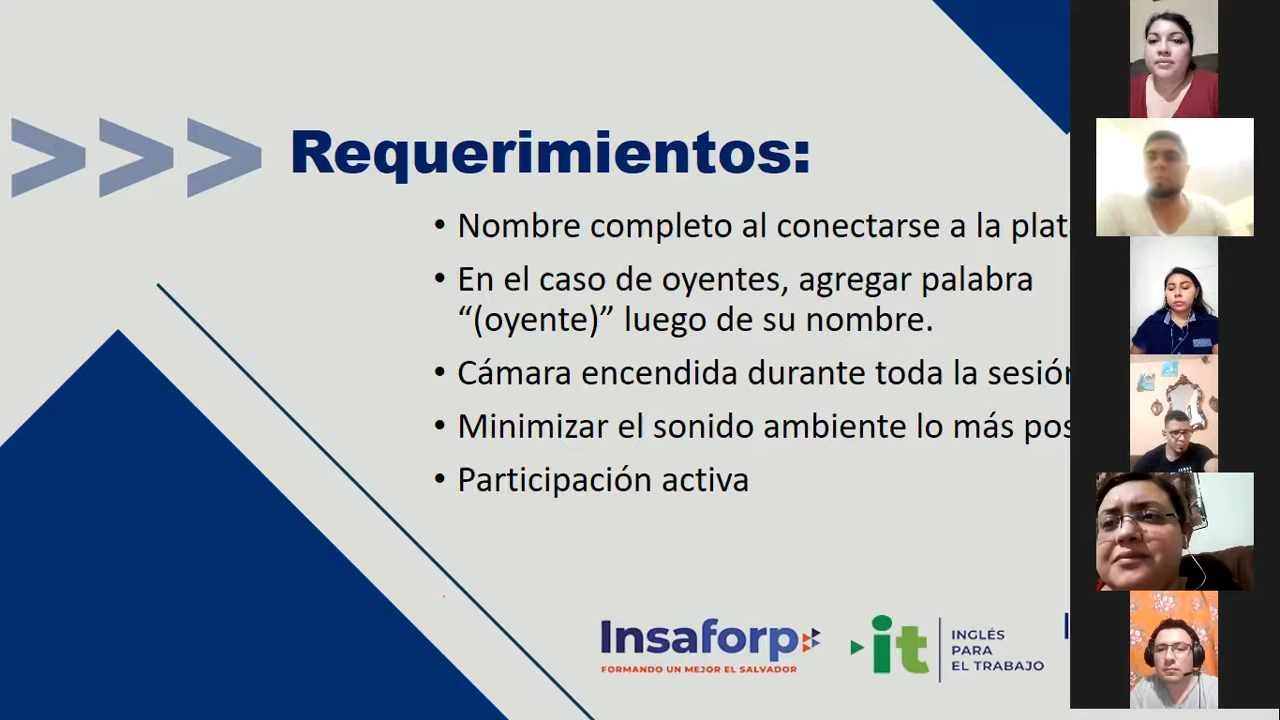 >>> Requerimientos:
• Nombre completo al conectarse a la plat
• En el caso de oyentes, agregar palabra
“(oyente)” luego de su nombre.
• Cámara encendida durante toda la sesión
• Minimizar el sonido ambiente lo más pos
• Participación activa
Insaforp
FORMANDO UN MEJOR EL SALVADOR
it
INGLÉS
PARA
EL TRABAJO